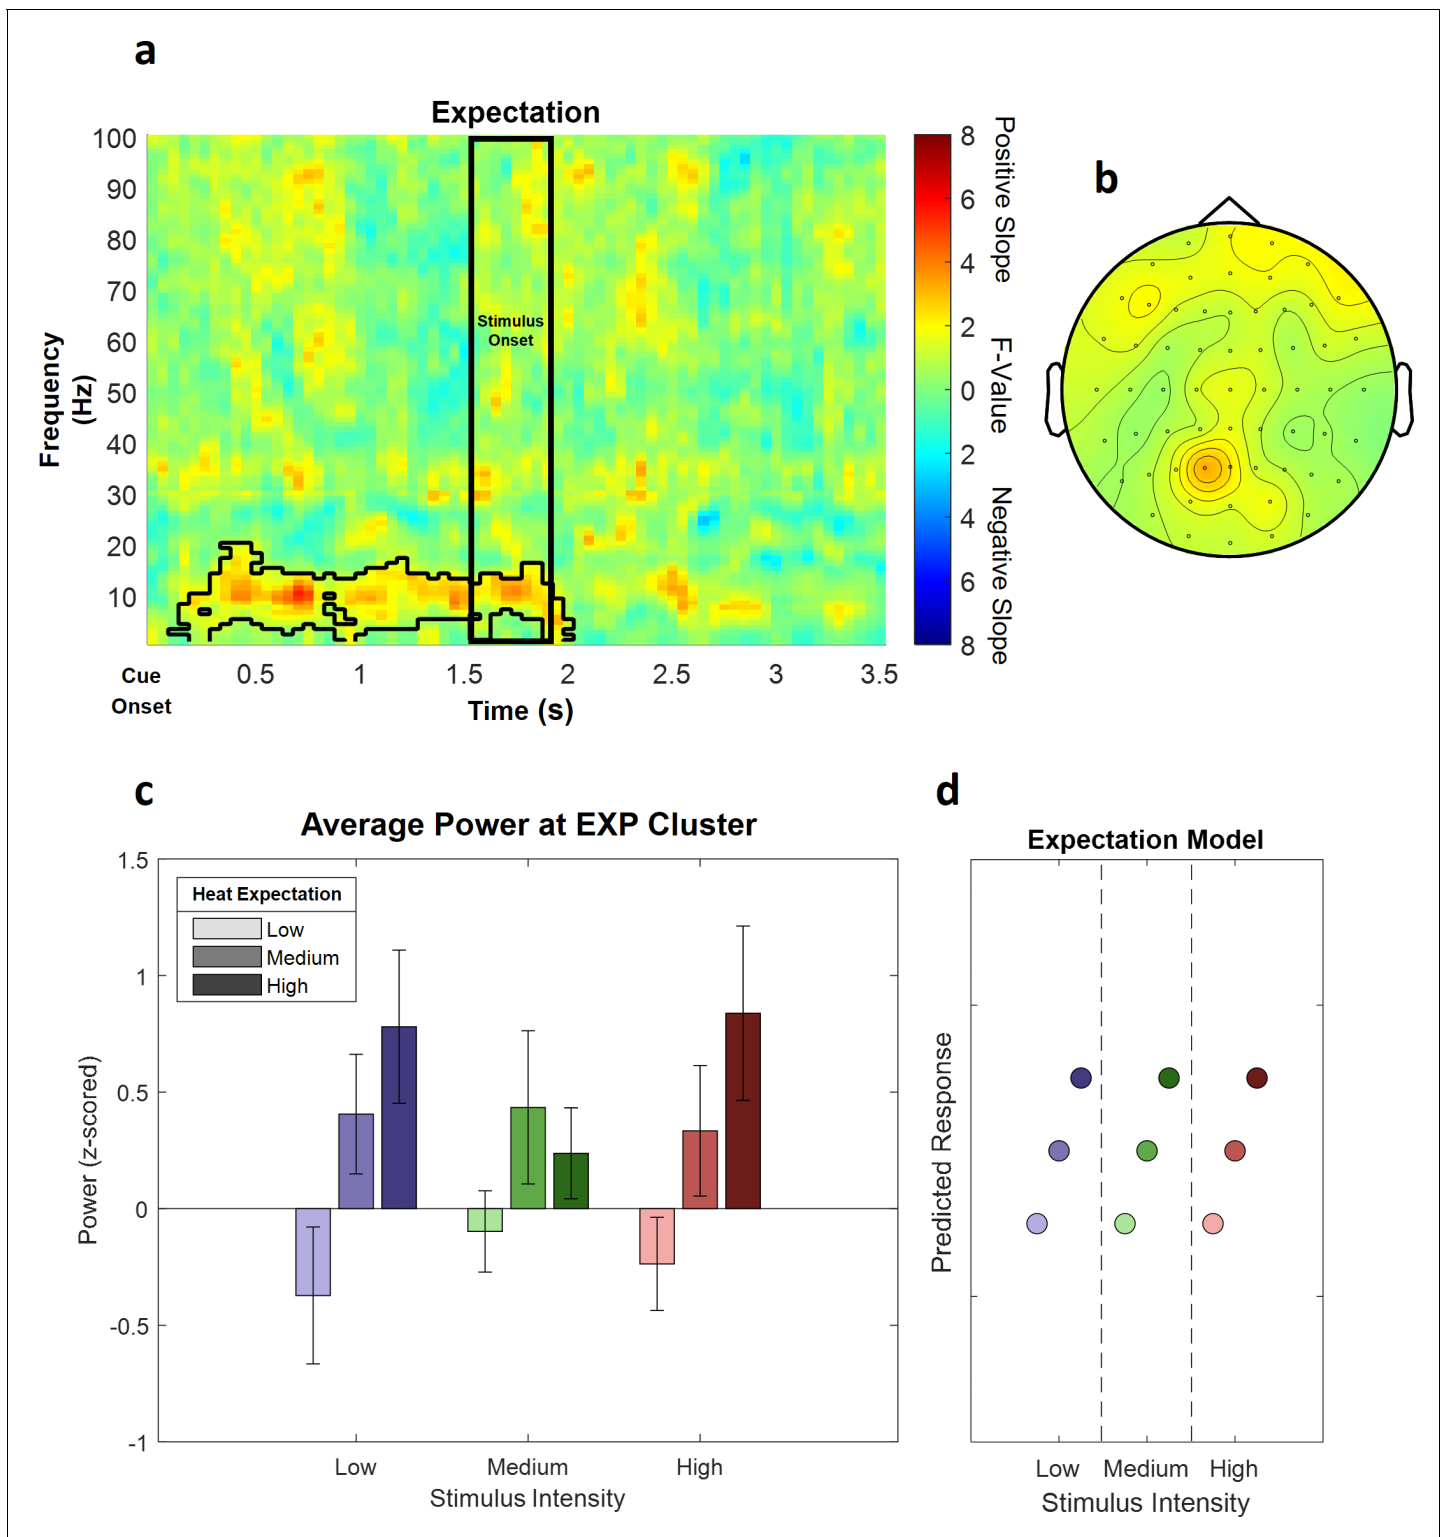 a
Expectation
100
90
80
70
60
50
40
30
20
10
Frequency
(Hz)
Stimulus
Onset
Cue
Onset
0.5
1
1.5
2
2.5
3
3.5
Time (s)
8
6
4
2
0
2
4
6
8
Positive Slope
F-Value
Negative Slope
b
c
Average Power at EXP Cluster
1.5
1
0.5
0
-0.5
-1
Power (z-scored)
Heat Expectation
Low
Medium
High
Low
Medium
High
Stimulus Intensity
d
Expectation Model
Predicted Response
Low
Medium
High
Stimulus Intensity